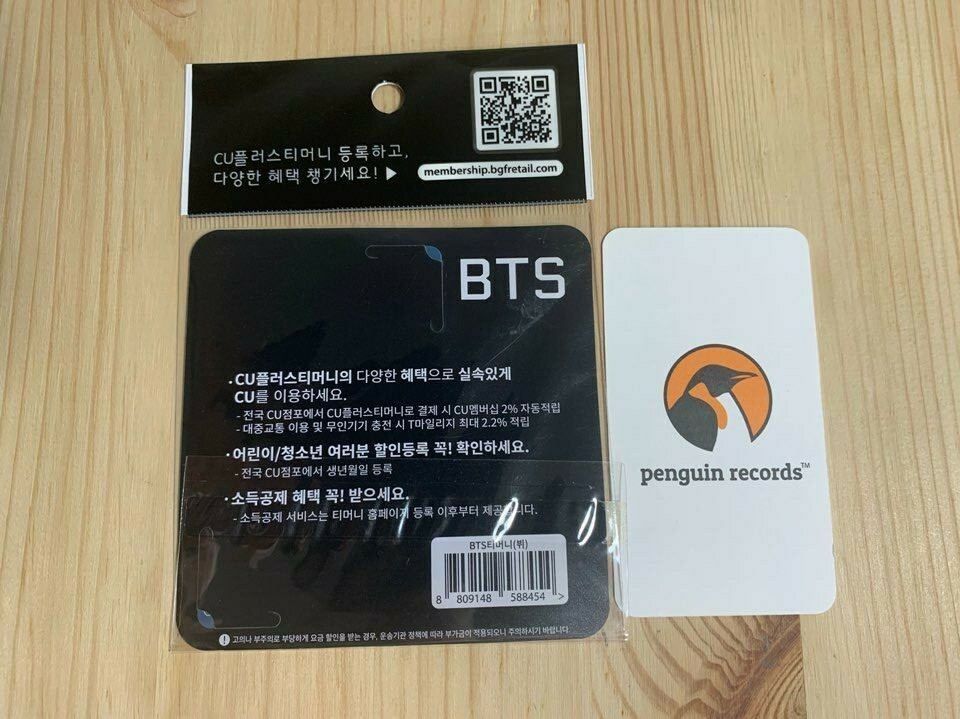 CU플러스티머니 등록하고,
다양한 혜택 챙기세요! ▶
membership.bgfretail.com
BTS
· CU플러스티머니의 다양한 혜택으로 실속있게
CU를 이용하세요.
- 전국 CU점포에서 CU플러스티머니로 결제 시 CU멤버십 2% 자동적립
- 대중교통 이용 및 무인기기 충전 시 T마일리지 최대 2.2% 적립
· 어린이/청소년 여러분 할인등록 꼭! 확인하세요.
- 전국 CU점포에서 생년월일 등록
· 소득공제 혜택 꼭! 받으세요.
- 소득공제 서비스는 티머니 홈페이지 등록 이후부터 제공됩니다.
BTS티머니(뷔)
8 809148 588454 >
! 고의나 부주의로 부당하게 요금 할인을 받는 경우, 운송기관 정책에 따라 부가금이 적용되오니 주의하시기 바랍니다.
penguin records™